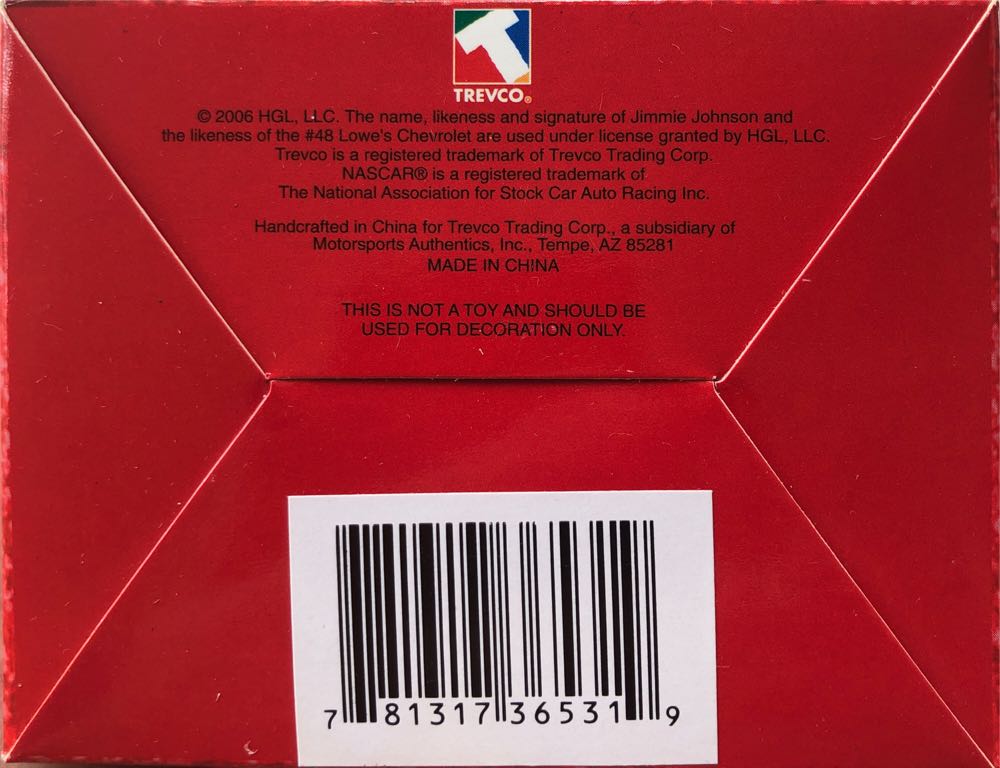 T
TREVCO®
© 2006 HGL, LLC. The name, likeness and signature of Jimmie Johnson and
the likeness of the #48 Lowe's Chevrolet are used under license granted by HGL, LLC.
Trevco is a registered trademark of Trevco Trading Corp.
NASCAR® is a registered trademark of
The National Association for Stock Car Auto Racing Inc.
Handcrafted in China for Trevco Trading Corp., a subsidiary of
Motorsports Authentics, Inc., Tempe, AZ 85281
MADE IN CHINA
THIS IS NOT A TOY AND SHOULD BE
USED FOR DECORATION ONLY.
7 81317 36531 9